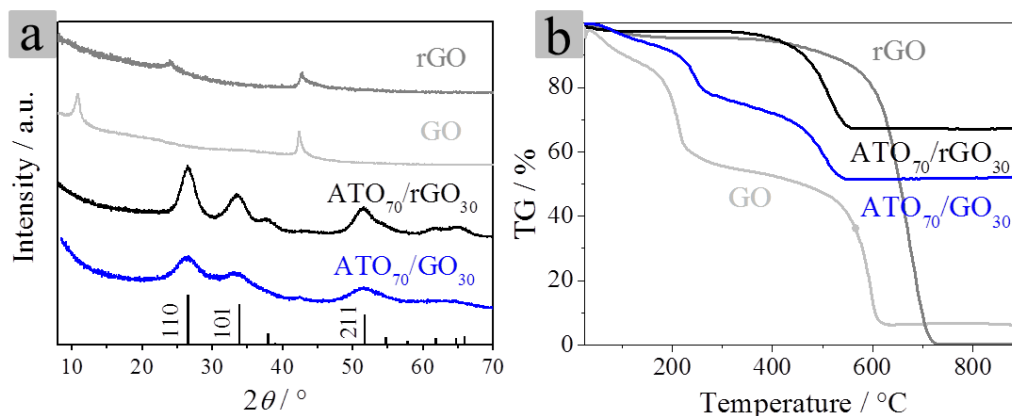 a
Intensity / a.u.
rGO
GO
ATO₇₀/rGO₃₀
ATO₇₀/GO₃₀
110
101
211
10 20 30 40 50 60 70
2θ / °
b
TG / %
80
60
40
20
0
rGO
ATO₇₀/rGO₃₀
GO
ATO₇₀/GO₃₀
200 400 600 800
Temperature / °C